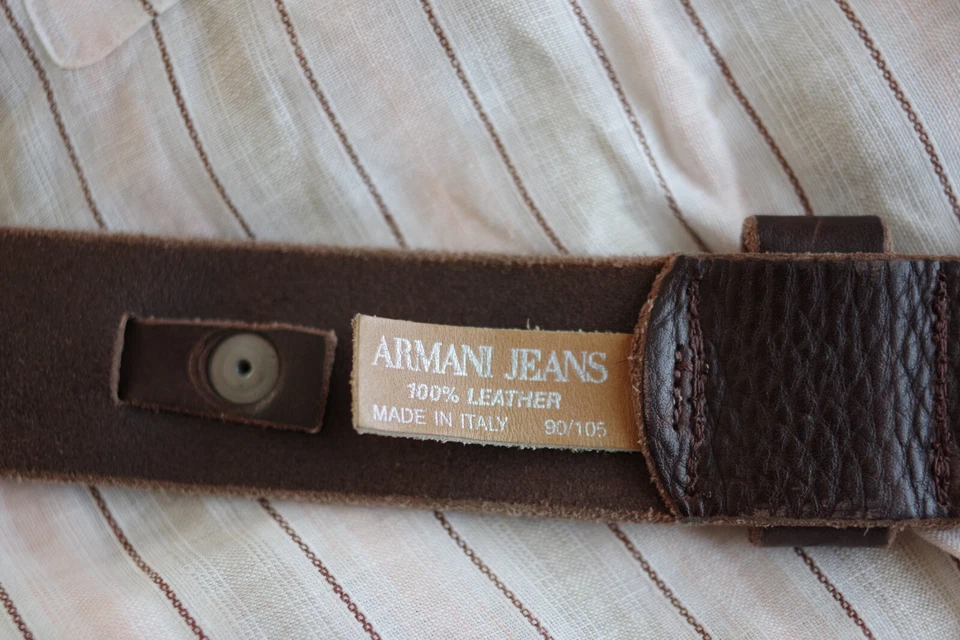 ARMANI JEANS
100% LEATHER
MADE IN ITALY 90/105